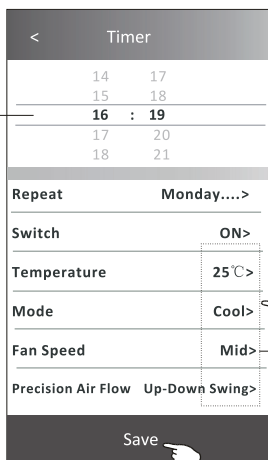 < Timer
14 17
15 18
16 : 19
17 20
18 21
Repeat Monday....>
Switch ON>
Temperature 25℃>
Mode Cool>
Fan Speed Mid>
Precision Air Flow Up-Down Swing>
Save